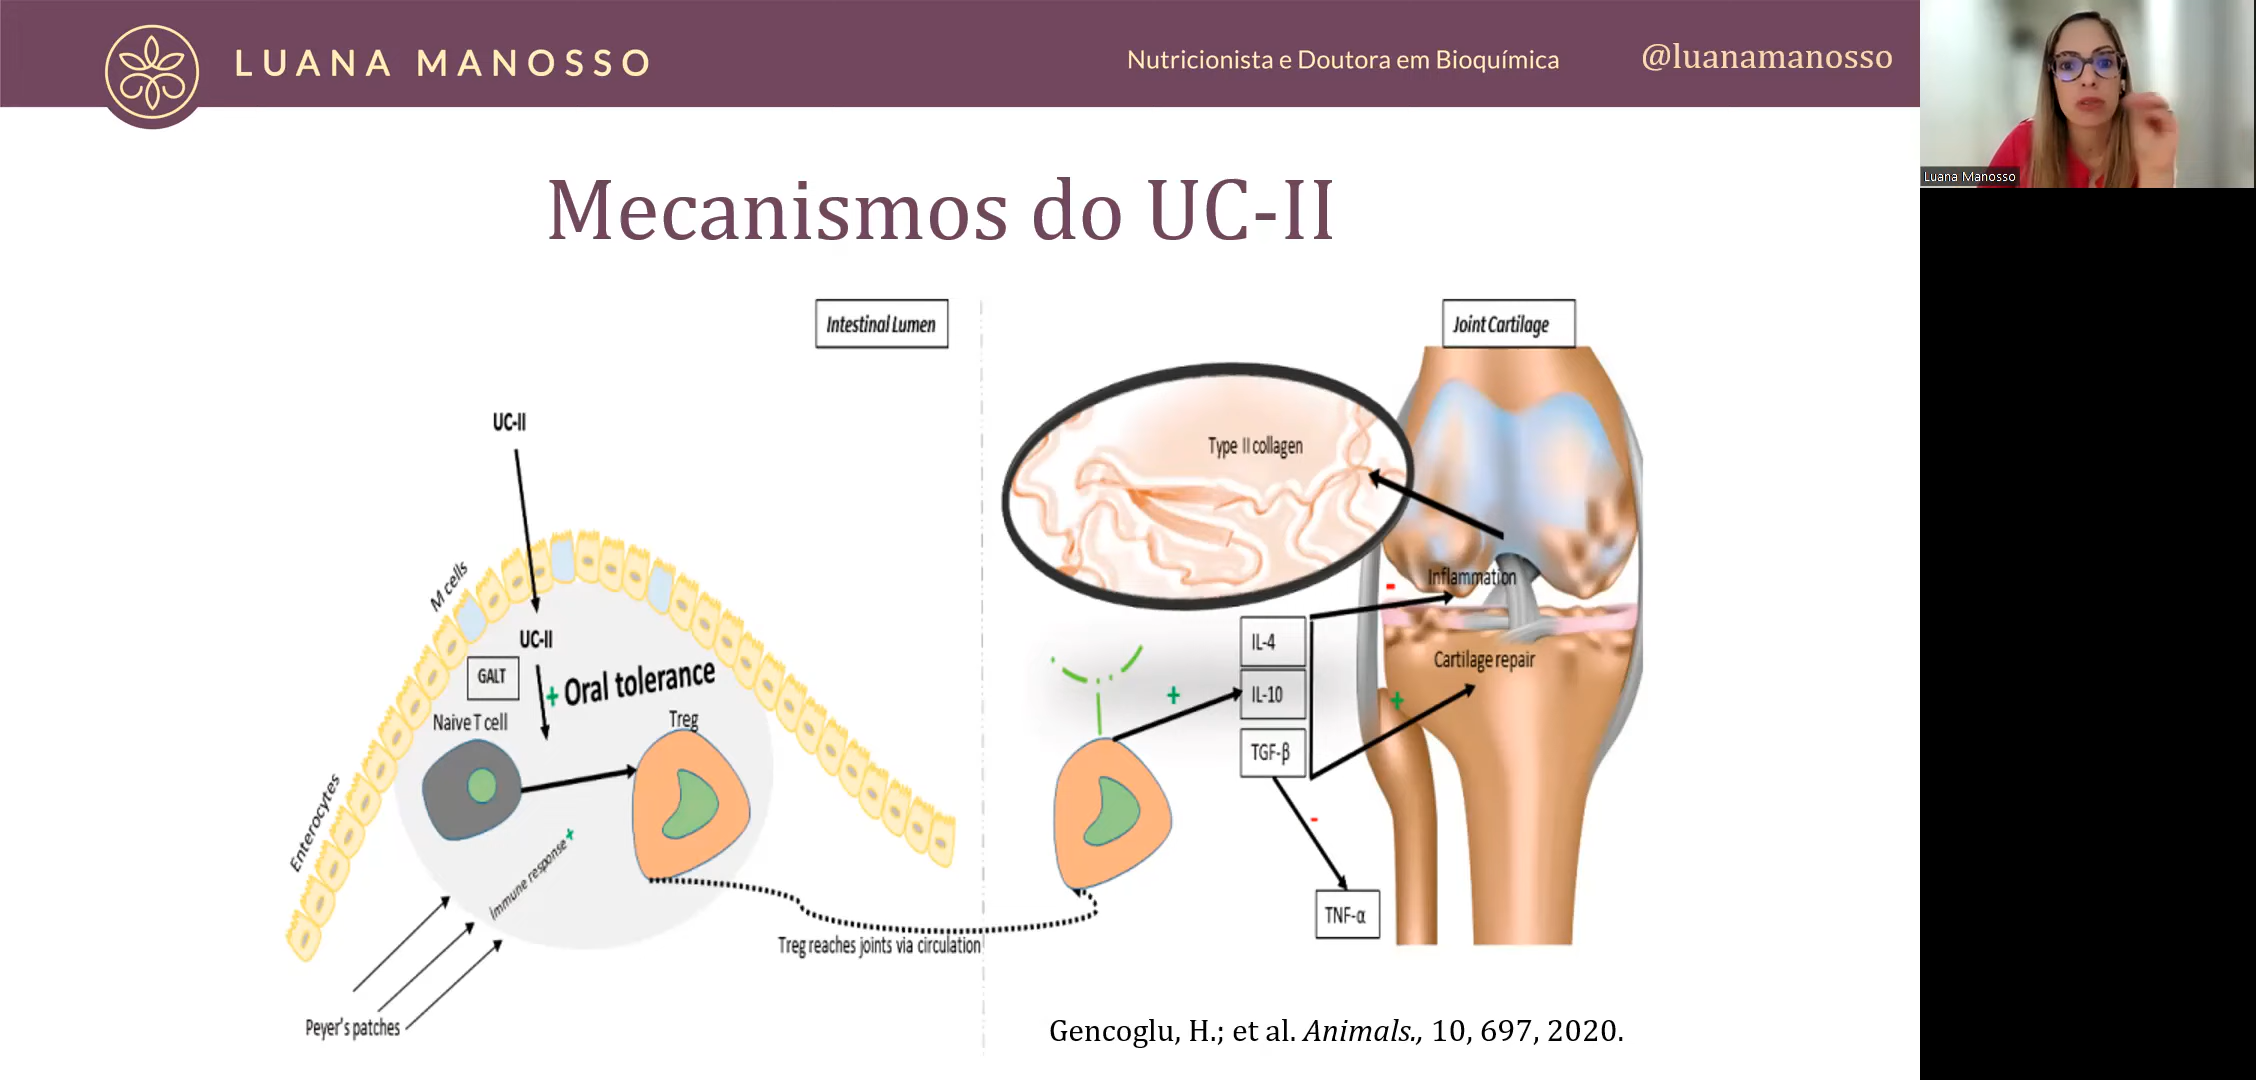 LUANA MANOSSO
Nutricionista e Doutora em Bioquímica
@luanamanosso
Luana Manosso
Mecanismos do UC-II
Intestinal Lumen
Joint Cartilage
UC-II
Type II collagen
M cells
Inflammation
-
UC-II
IL-4
GALT
+ Oral tolerance
Cartilage repair
IL-10
+
+
Naive T cell
Treg
TGF-β
Enterocytes
Immune response +
-
TNF-α
Treg reaches joints via circulation
Peyer's patches
Gencoglu, H.; et al. Animals., 10, 697, 2020.